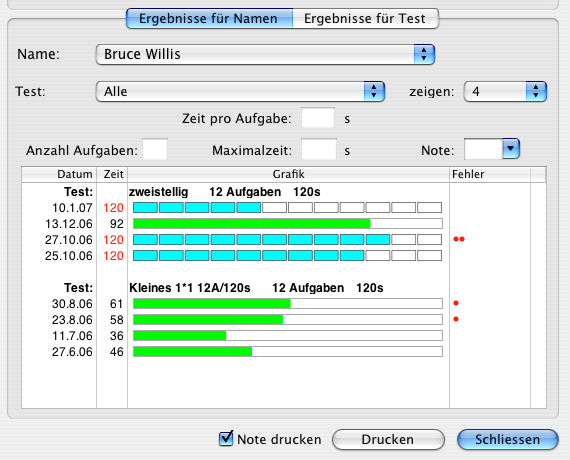 Ergebnisse für Namen Ergebnisse für Test
Name: Bruce Willis
Test: Alle zeigen: 4
Zeit pro Aufgabe: s
Anzahl Aufgaben: Maximalzeit: s Note:
Datum Zeit Grafik Fehler
Test: zweistellig 12 Aufgaben 120s
10.1.07 120
13.12.06 92
27.10.06 120
25.10.06 120
Test: Kleines 1*1 12A/120s 12 Aufgaben 120s
30.8.06 61
23.8.06 58
11.7.06 36
27.6.06 46
Note drucken Drucken Schliessen